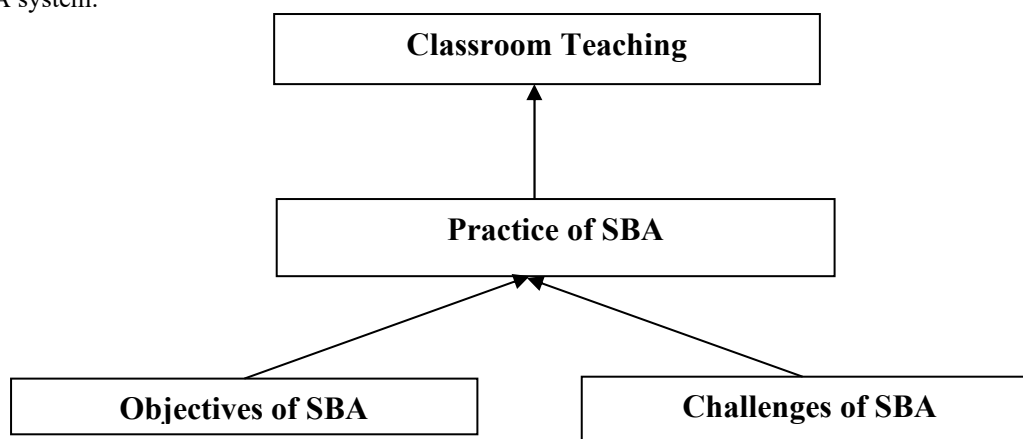 A system.
Classroom Teaching
Practice of SBA
Objectives of SBA
Challenges of SBA